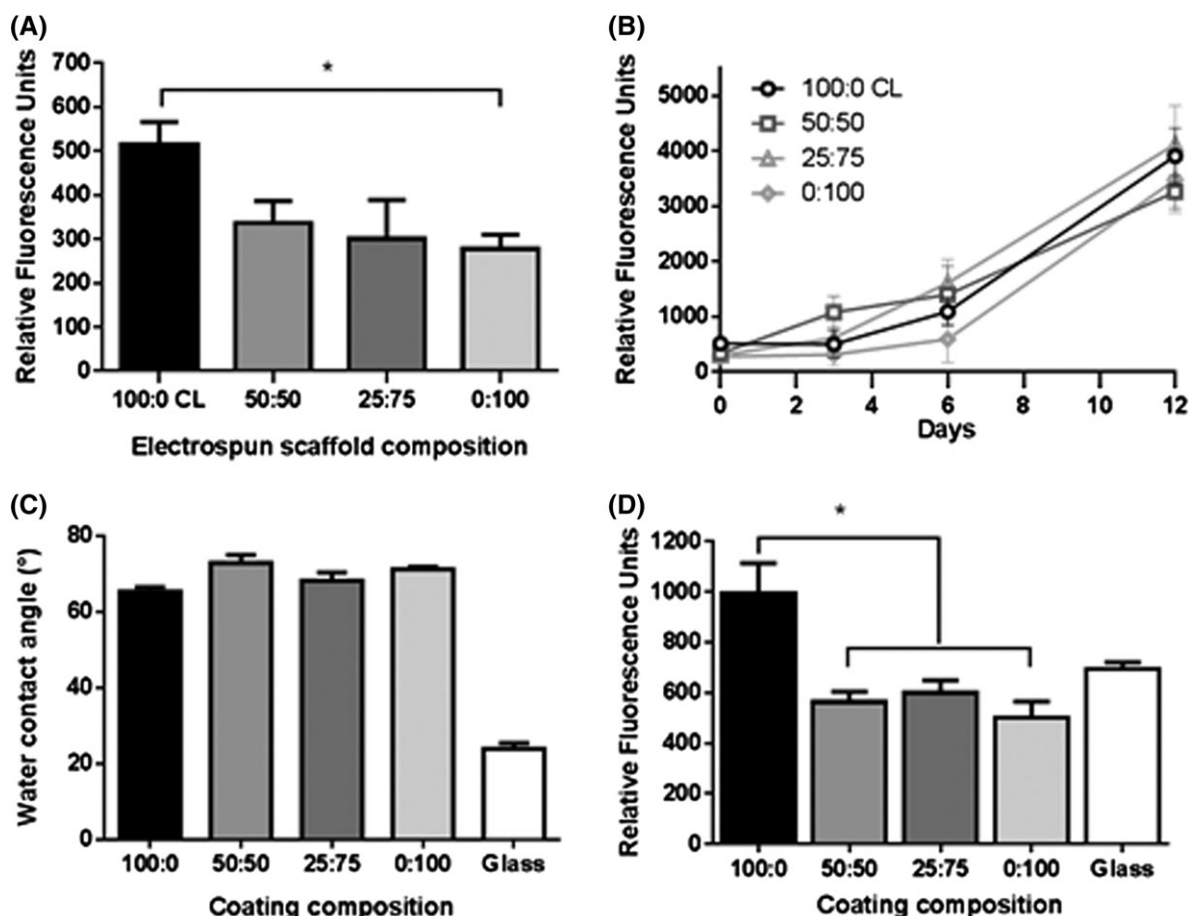 (A)
Relative Fluorescence Units
700
600
500
400
300
200
100
0
*
100:0 CL 50:50 25:75 0:100
Electrospun scaffold composition
(B)
Relative Fluorescence Units
5000
4000
3000
2000
1000
0
100:0 CL
50:50
25:75
0:100
0 2 4 6 8 10 12
Days
(C)
Water contact angle (°)
80
60
40
20
0
100:0 50:50 25:75 0:100 Glass
Coating composition
(D)
Relative Fluorescence Units
1200
1000
800
600
400
200
0
*
100:0 50:50 25:75 0:100 Glass
Coating composition